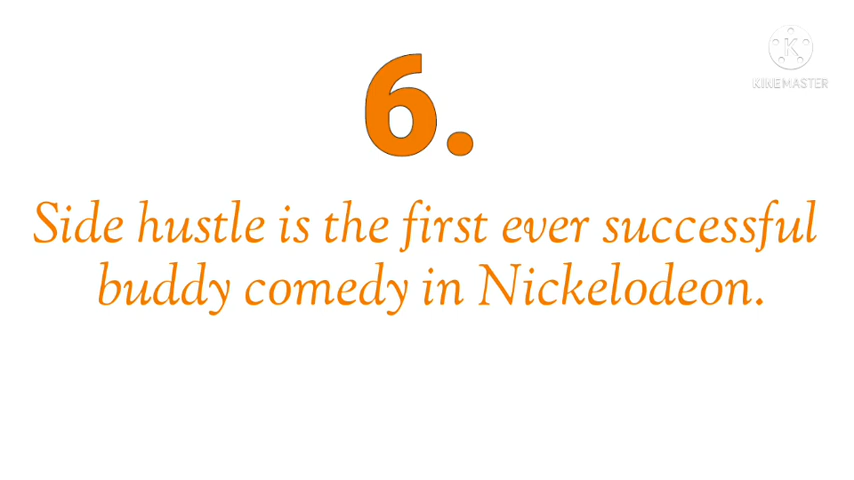 KINEMASTER
6.
Side hustle is the first ever successful
buddy comedy in Nickelodeon.